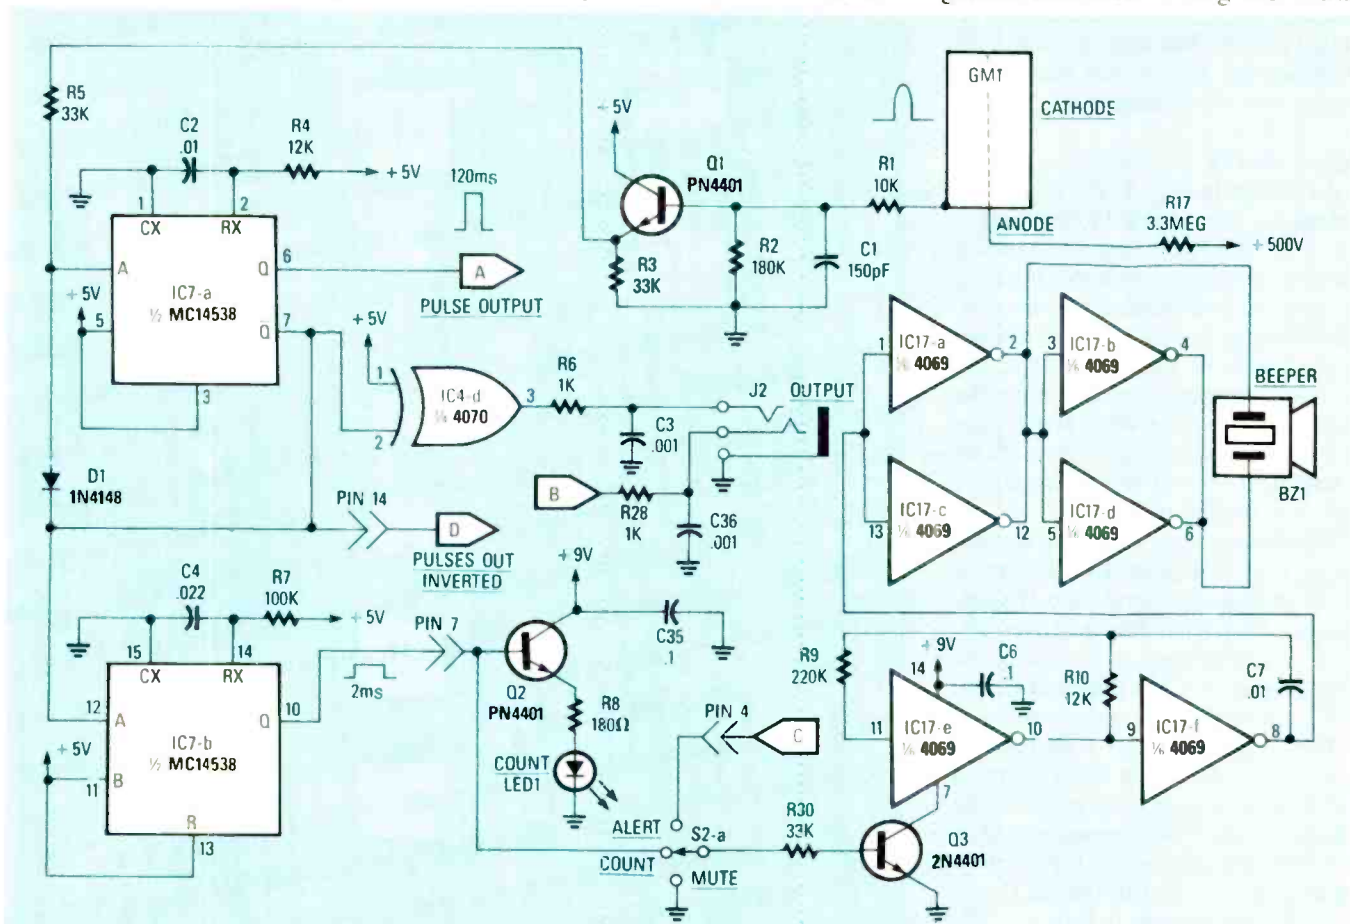 R5
33K
C2
.01
R4
12K
+ 5V
1
2
CX
RX
A
Q
6
IC7-a
½ MC14538
+ 5V
5
Q̅
7
3
120ms
A
PULSE OUTPUT
+ 5V
Q1
PN4401
R3
33K
R2
180K
C1
150pF
R1
10K
GM1
CATHODE
ANODE
R17
3.3MEG
+ 500V
+ 5V
1
2
IC4-d
¼ 4070
3
R6
1K
C3
.001
J2
OUTPUT
B
R28
1K
C36
.001
1
IC17-a
⅙ 4069
2
3
IC17-b
⅙ 4069
4
13
IC17-c
⅙ 4069
12
5
IC17-d
⅙ 4069
6
BEEPER
BZ1
D1
1N4148
PIN 14
D
PULSES OUT
INVERTED
C4
.022
R7
100K
+ 5V
15
14
CX
RX
12
A
Q
10
IC7-b
½ MC14538
+ 5V
11
B
R
13
2ms
PIN 7
+ 9V
C35
.1
Q2
PN4401
R8
180Ω
COUNT
LED1
PIN 4
C
ALERT
S2-a
COUNT
MUTE
R30
33K
Q3
2N4401
R9
220K
+ 9V
14
C6
.1
11
IC17-e
⅙ 4069
10
7
R10
12K
9
IC17-f
⅙ 4069
8
C7
.01